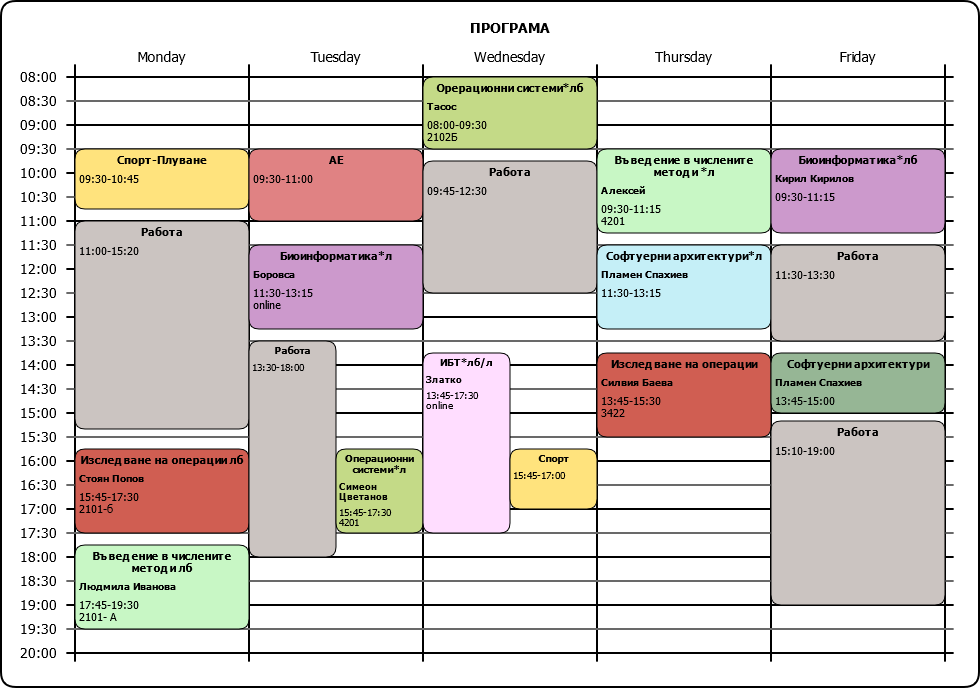 ПРОГРАМА
Monday
Tuesday
Wednesday
Thursday
Friday
08:00
08:30
09:00
09:30
10:00
10:30
11:00
11:30
12:00
12:30
13:00
13:30
14:00
14:30
15:00
15:30
16:00
16:30
17:00
17:30
18:00
18:30
19:00
19:30
20:00
Спорт-Плуване
09:30-10:45
Работа
11:00-15:20
Изследване на операции лб
Стоян Попов
15:45-17:30
2101-б
Въведение в числените
методи лб
Людмила Иванова
17:45-19:30
2101- А
АЕ
09:30-11:00
Биоинформатика*л
Боровса
11:30-13:15
online
Работа
13:30-18:00
Операционни
системи*л
Симеон
Цветанов
15:45-17:30
4201
Орерационни системи*лб
Тасос
08:00-09:30
2102Б
Работа
09:45-12:30
ИБТ*лб/л
Златко
13:45-17:30
online
Спорт
15:45-17:00
Въведение в числените
методи *л
Алексей
09:30-11:15
4201
Софтуерни архитектури*л
Пламен Спахиев
11:30-13:15
Изследване на операции
Силвия Баева
13:45-15:30
3422
Биоинформатика*лб
Кирил Кирилов
09:30-11:15
Работа
11:30-13:30
Софтуерни архитектури
Пламен Спахиев
13:45-15:00
Работа
15:10-19:00